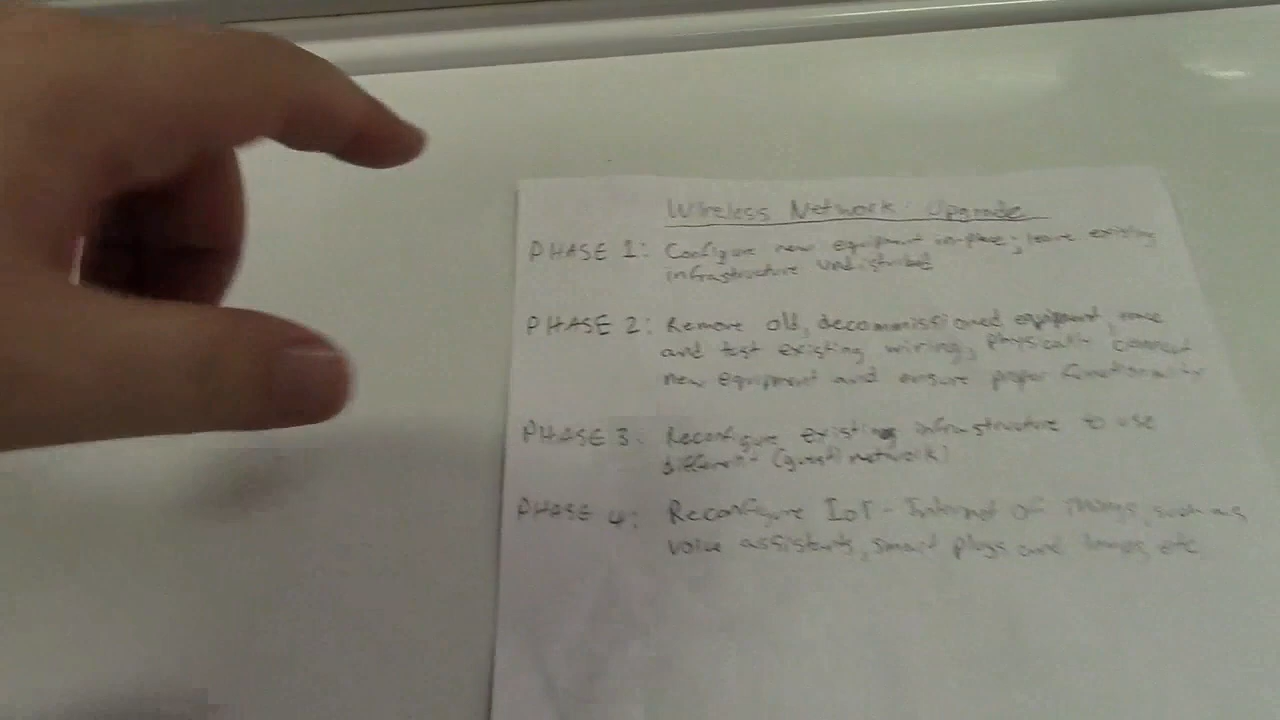 Wireless Network Upgrade
PHASE 1: Configure new equipment in-place; leave existing
infrastructure undisturbed
PHASE 2: Remove old, decommissioned equipment,
and test existing wiring, physically connect
new equipment and ensure proper functionality
PHASE 3: Reconfigure existing infrastructure to use
different (guest) network
PHASE 4: Reconfigure IoT - Internet of Things, such as
voice assistants, smart plugs and lamps, etc